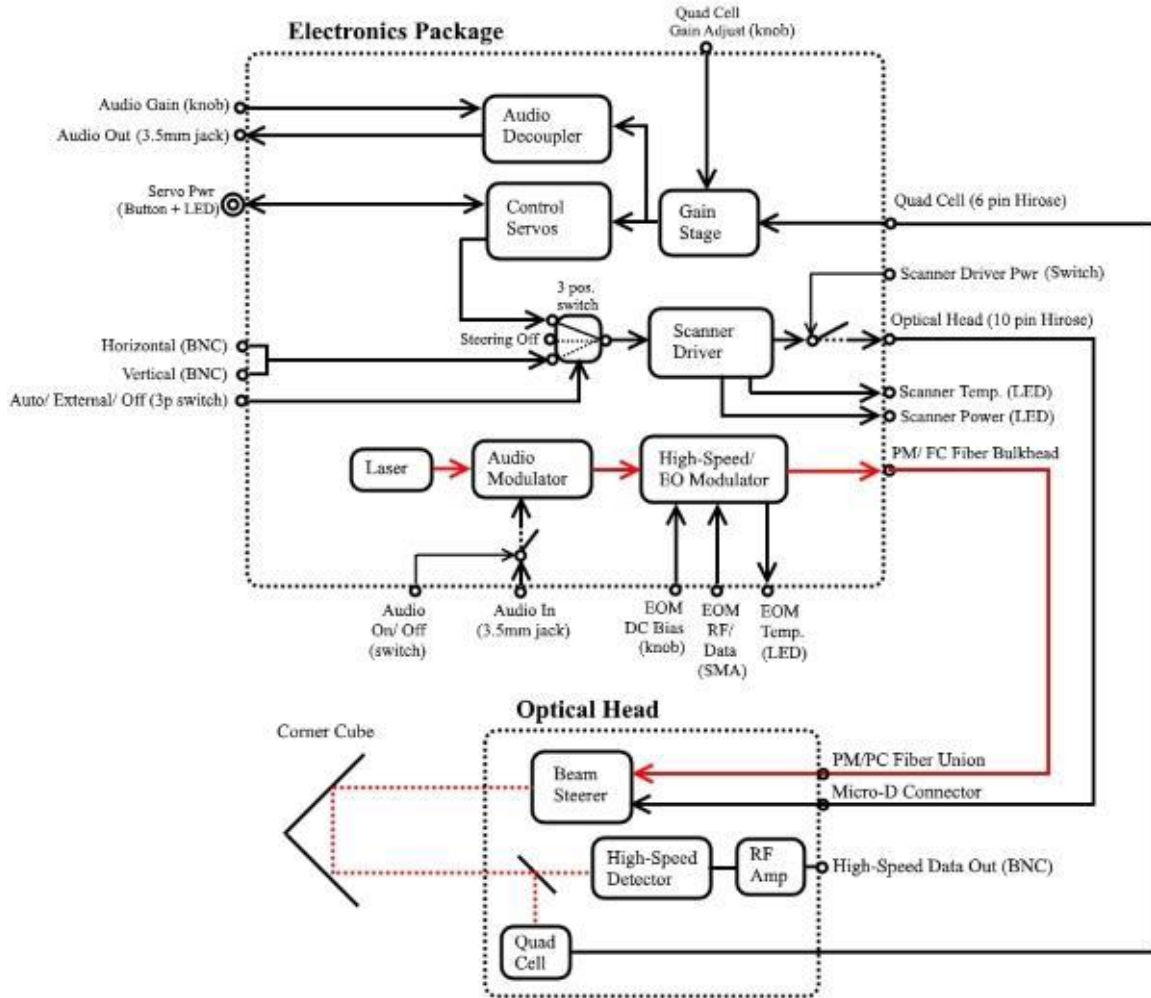 Quad Cell
Gain Adjust (knob)
Electronics Package
Audio Gain (knob)
Audio Out (3.5mm jack)
Audio
Decoupler
Servo Pwr
(Button + LED)
Control
Servos
Gain
Stage
Quad Cell (6 pin Hirose)
Scanner Driver Pwr (Switch)
3 pos.
switch
Steering Off
Scanner
Driver
Optical Head (10 pin Hirose)
Horizontal (BNC)
Vertical (BNC)
Auto/ External/ Off (3p switch)
Scanner Temp. (LED)
Scanner Power (LED)
Laser
Audio
Modulator
High-Speed/
EO Modulator
PM/ FC Fiber Bulkhead
Audio
On/ Off
(switch)
Audio In
(3.5mm jack)
EOM
DC Bias
(knob)
EOM
RF/
Data
(SMA)
EOM
Temp.
(LED)
Optical Head
Corner Cube
Beam
Steerer
PM/PC Fiber Union
Micro-D Connector
High-Speed
Detector
RF
Amp
High-Speed Data Out (BNC)
Quad
Cell